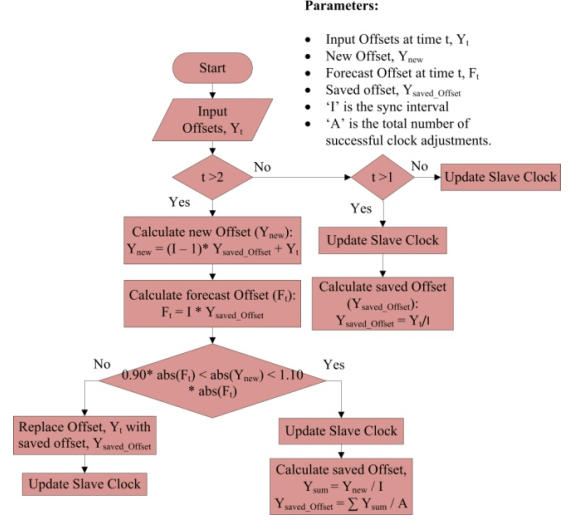 Parameters:
• Input Offsets at time t, Yt
• New Offset, Ynew
• Forecast Offset at time t, Ft
• Saved offset, Ysaved_Offset
• 'I' is the sync interval
• 'A' is the total number of
successful clock adjustments.
Start
Input
Offsets, Yt
t >2
No
t >1
No
Update Slave Clock
Yes
Yes
Calculate new Offset (Ynew):
Ynew = (I – 1)* Ysaved_Offset + Yt
Update Slave Clock
Calculate forecast Offset (Ft):
Ft = I * Ysaved_Offset
Calculate saved Offset
(Ysaved_Offset):
Ysaved_Offset = Yt/I
No
0.90* abs(Ft) < abs(Ynew) < 1.10
* abs(Ft)
Yes
Replace Offset, Yt with
saved offset, Ysaved_Offset
Update Slave Clock
Update Slave Clock
Calculate saved Offset,
Ysum = Ynew / I
Ysaved_Offset = ∑ Ysum / A